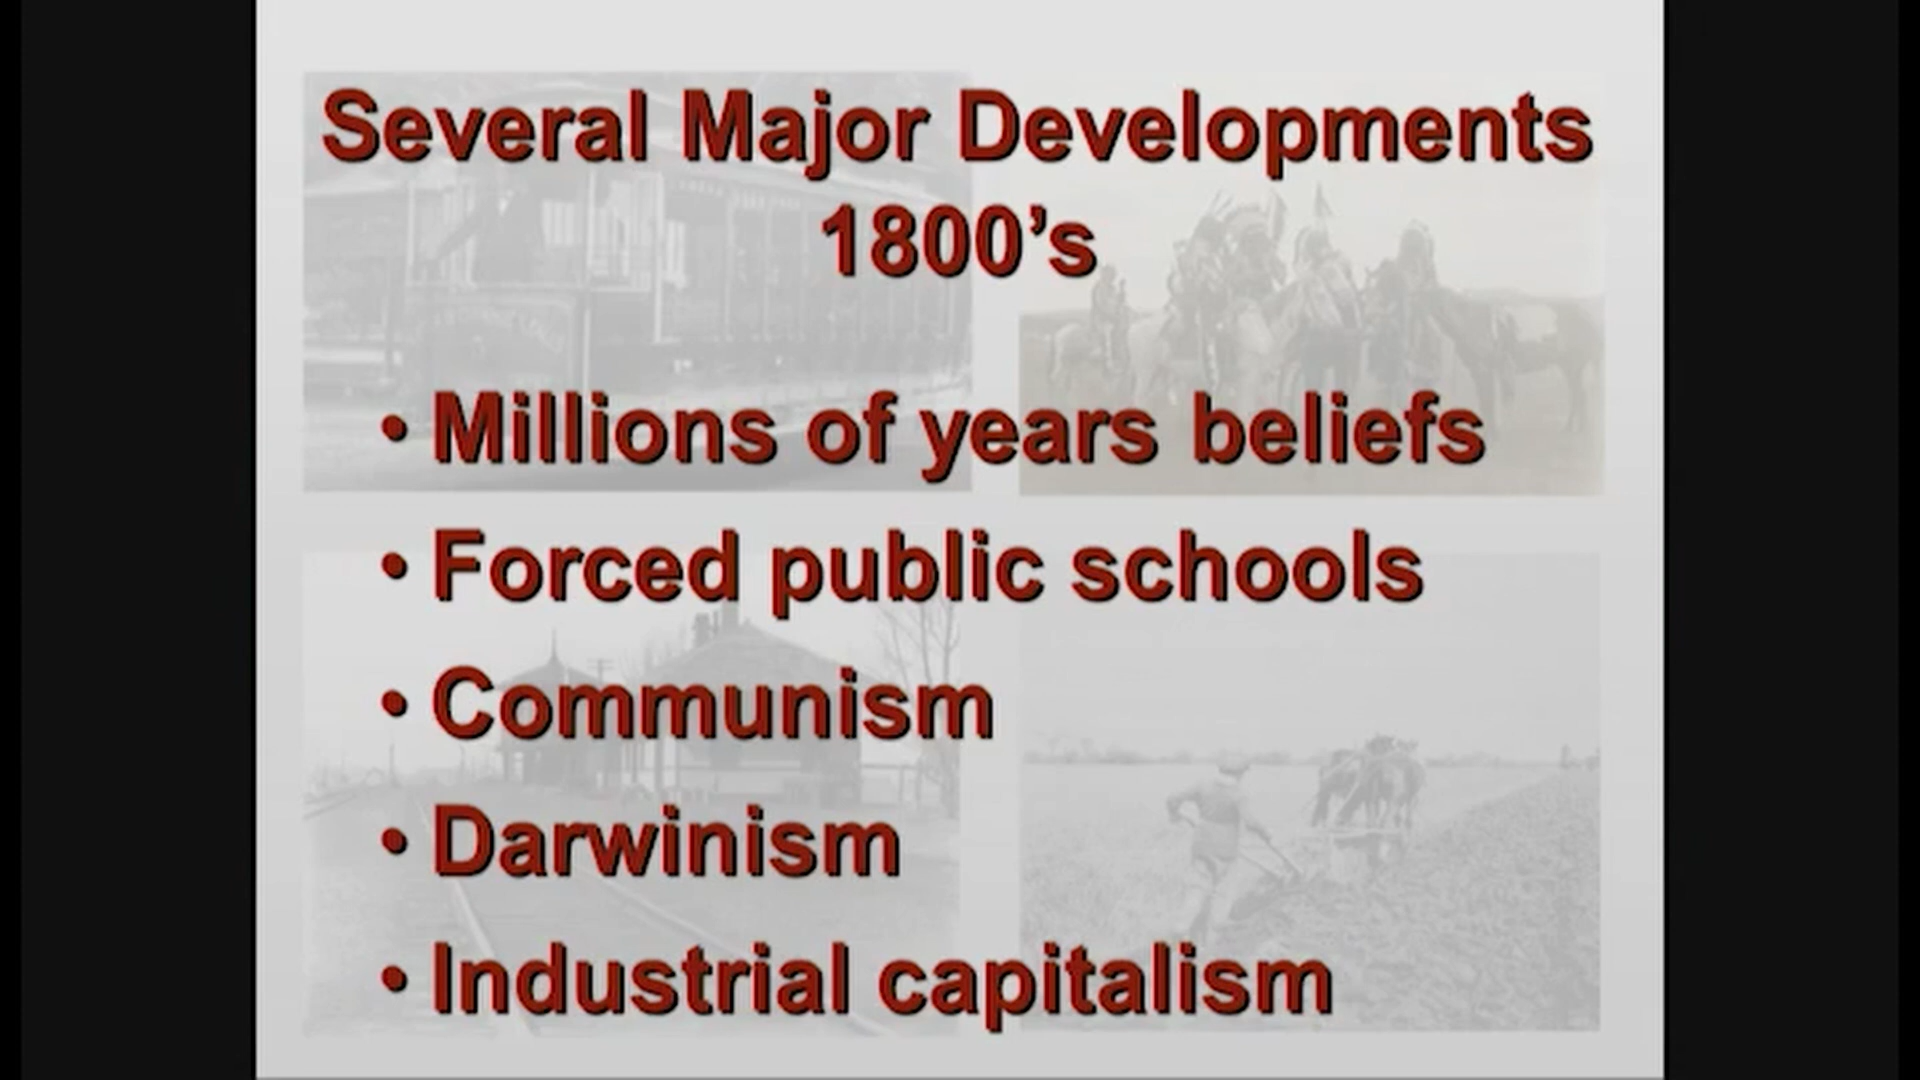 Several Major Developments
1800’s
• Millions of years beliefs
• Forced public schools
• Communism
• Darwinism
• Industrial capitalism